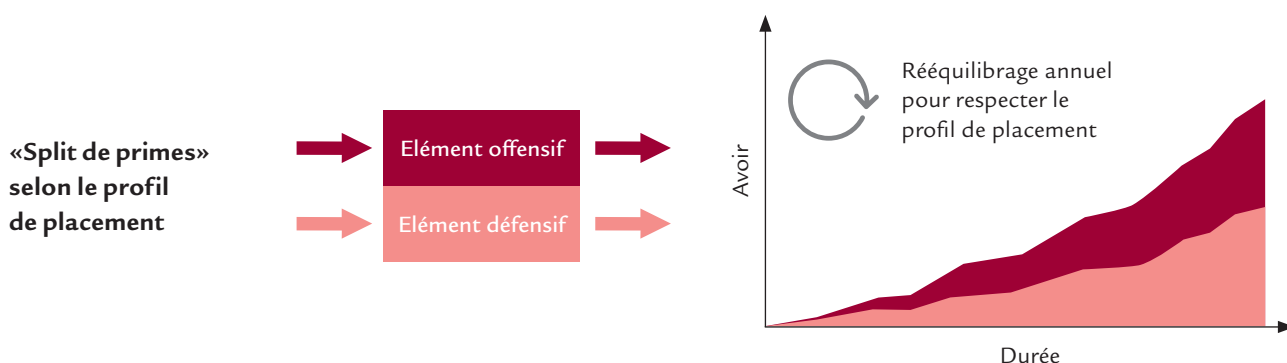 «Split de primes»
selon le profil
de placement
Elément offensif
Elément défensif
Rééquilibrage annuel
pour respecter le
profil de placement
Avoir
Durée